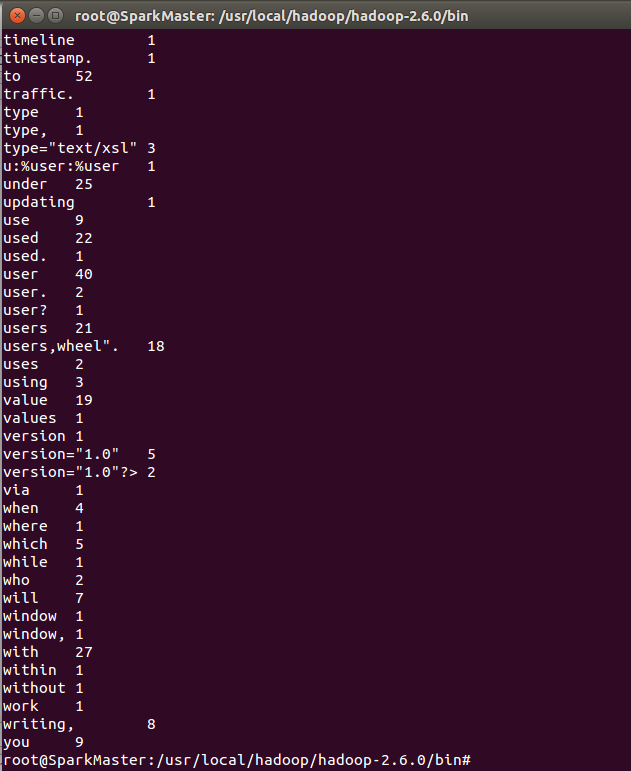 root@SparkMaster: /usr/local/hadoop/hadoop-2.6.0/bin
timeline 1
timestamp. 1
to 52
traffic. 1
type 1
type, 1
type="text/xsl" 3
u:%user:%user 1
under 25
updating 1
use 9
used 22
used. 1
user 40
user. 2
user? 1
users 21
users,wheel". 18
uses 2
using 3
value 19
values 1
version 1
version="1.0" 5
version="1.0"?> 2
via 1
when 4
where 1
which 5
while 1
who 2
will 7
window 1
window, 1
with 27
within 1
without 1
work 1
writing, 8
you 9
root@SparkMaster:/usr/local/hadoop/hadoop-2.6.0/bin#